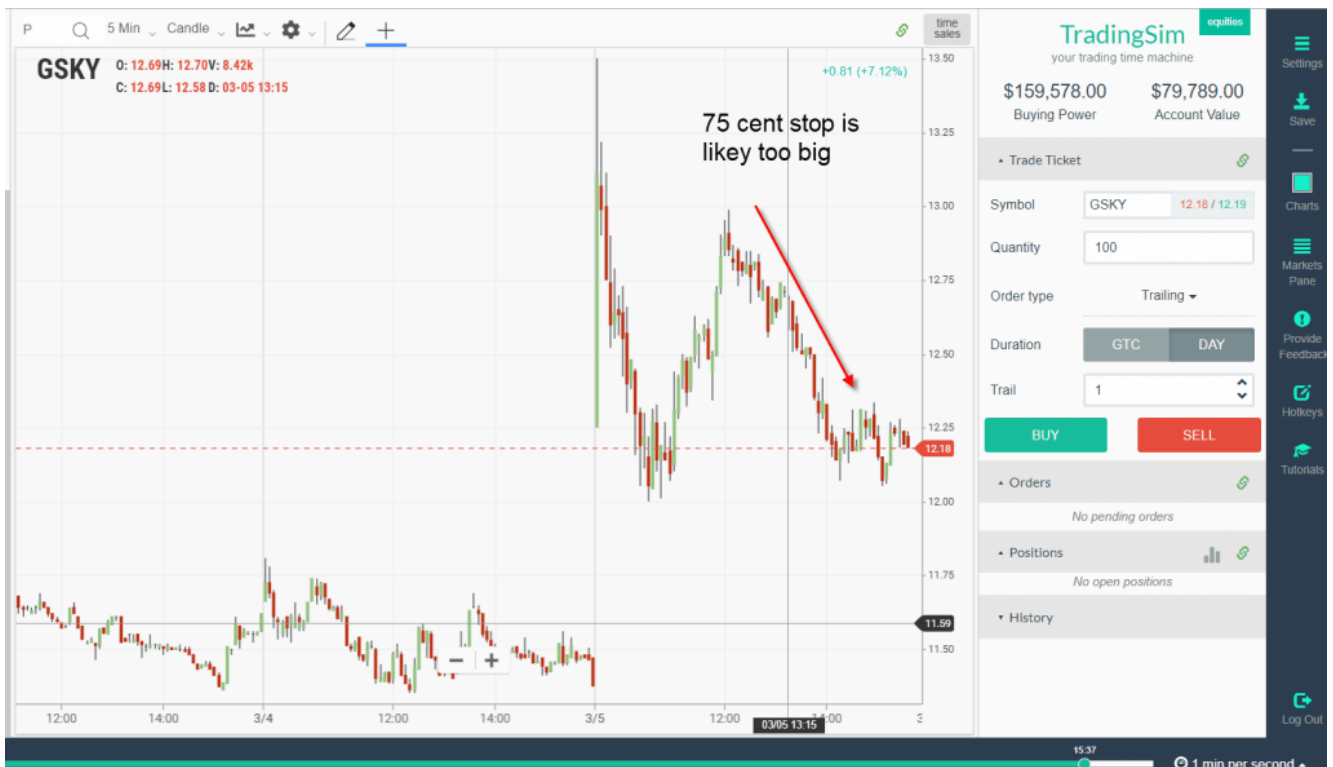 P 5 Min Candle
time
sales
GSKY O: 12.69H: 12.70V: 8.42k
C: 12.69L: 12.58 D: 03-05 13:15
+0.81 (+7.12%)
75 cent stop is
likey too big
13.50
13.25
13.00
12.75
12.50
12.25
12.18
12.00
11.75
11.59
11.50
− +
12:00 14:00 3/4 12:00 14:00 3/5 12:00 03/05 13:15 14:00 3
TradingSim equities
your trading time machine
$159,578.00 $79,789.00
Buying Power Account Value
Trade Ticket
Symbol GSKY 12.18 / 12.19
Quantity 100
Order type Trailing
Duration GTC DAY
Trail 1
BUY SELL
Orders
No pending orders
Positions
No open positions
History
Settings
Save
Charts
Markets
Pane
Provide
Feedback
Hotkeys
Tutorials
Log Out
15:37
1 min per second